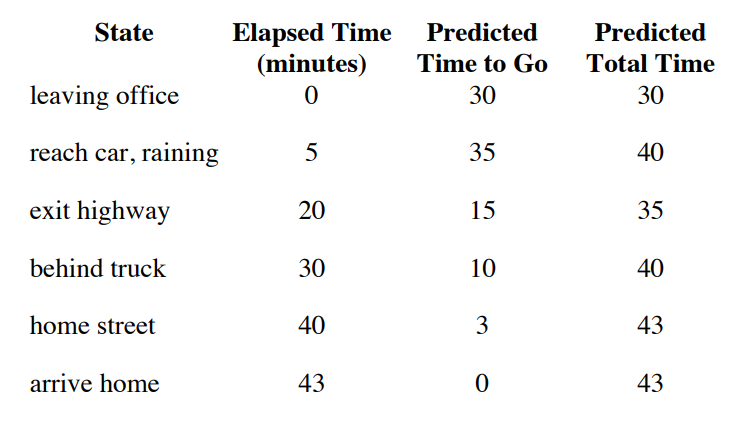 State Elapsed Time Predicted Predicted
(minutes) Time to Go Total Time
leaving office 0 30 30
reach car, raining 5 35 40
exit highway 20 15 35
behind truck 30 10 40
home street 40 3 43
arrive home 43 0 43